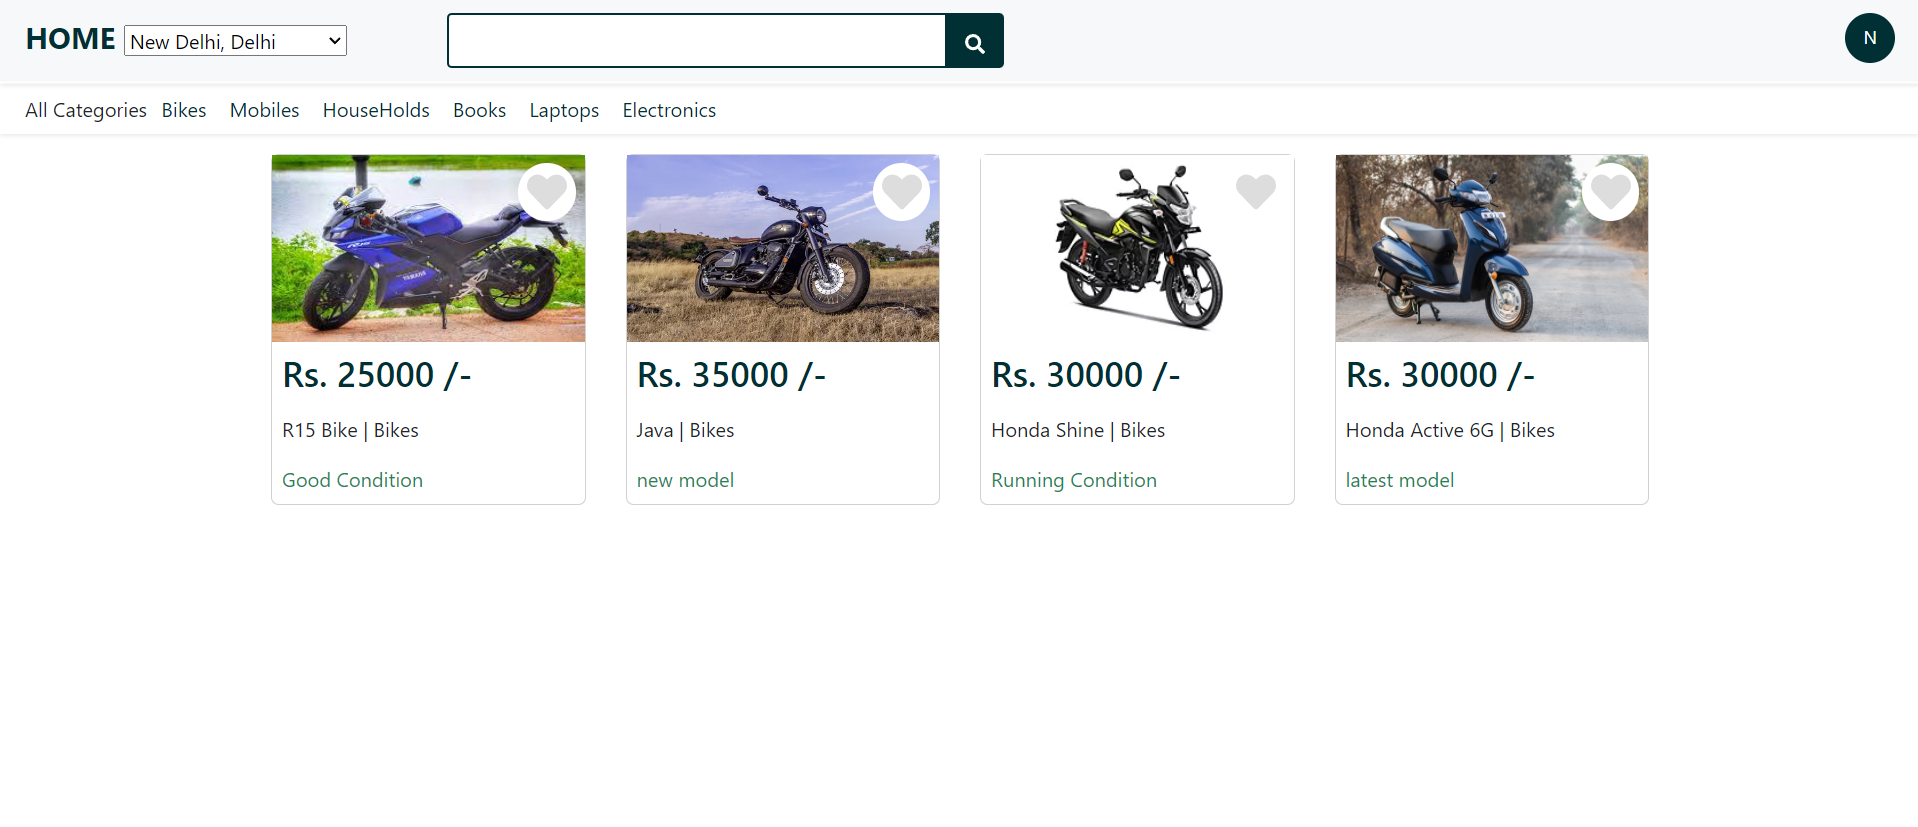 HOME New Delhi, Delhi N
All Categories Bikes Mobiles HouseHolds Books Laptops Electronics
R15
YAMAHA
Rs. 25000 /-
R15 Bike | Bikes
Good Condition
Rs. 35000 /-
Java | Bikes
new model
Rs. 30000 /-
Honda Shine | Bikes
Running Condition
Rs. 30000 /-
Honda Active 6G | Bikes
latest model